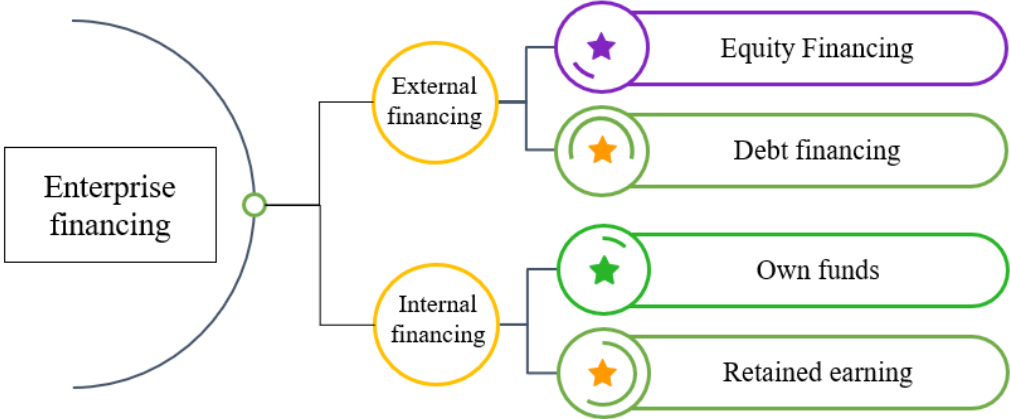 Enterprise
financing
External
financing
Equity Financing
Debt financing
Internal
financing
Own funds
Retained earning